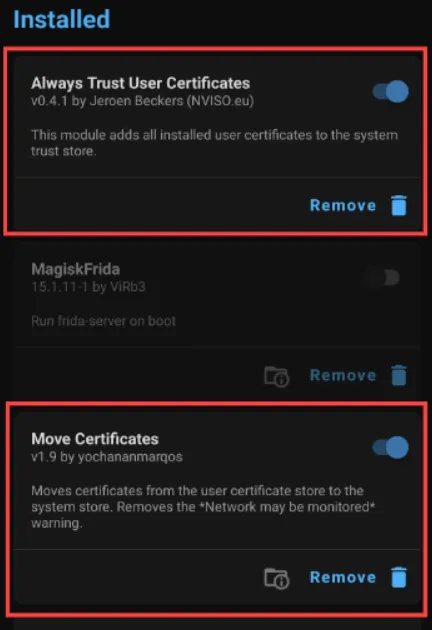 Installed
Always Trust User Certificates
v0.4.1 by Jeroen Beckers (NVISO.eu)
This module adds all installed user certificates to the system
trust store.
Remove
MagiskFrida
15.1.11-1 by ViRb3
Run frida-server on boot
Remove
Move Certificates
v1.9 by yochananmarqos
Moves certificates from the user certificate store to the
system store. Removes the *Network may be monitored*
warning.
Remove